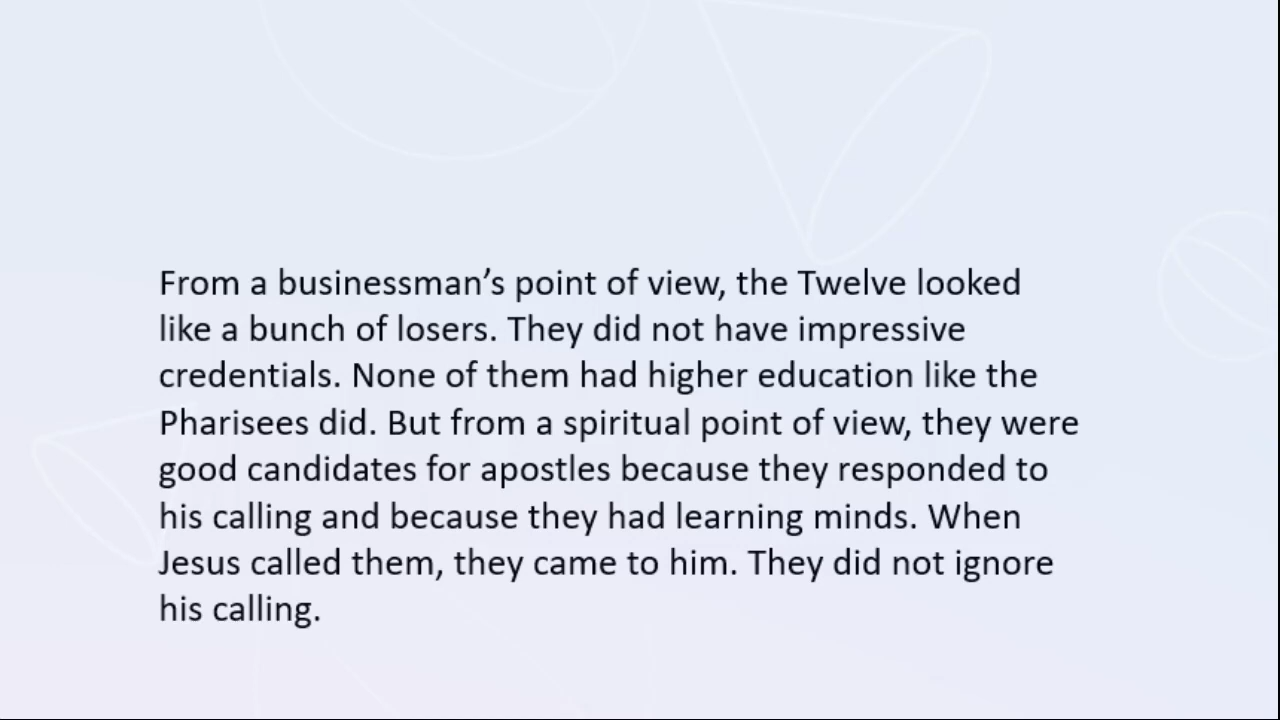 From a businessman’s point of view, the Twelve looked
like a bunch of losers. They did not have impressive
credentials. None of them had higher education like the
Pharisees did. But from a spiritual point of view, they were
good candidates for apostles because they responded to
his calling and because they had learning minds. When
Jesus called them, they came to him. They did not ignore
his calling.